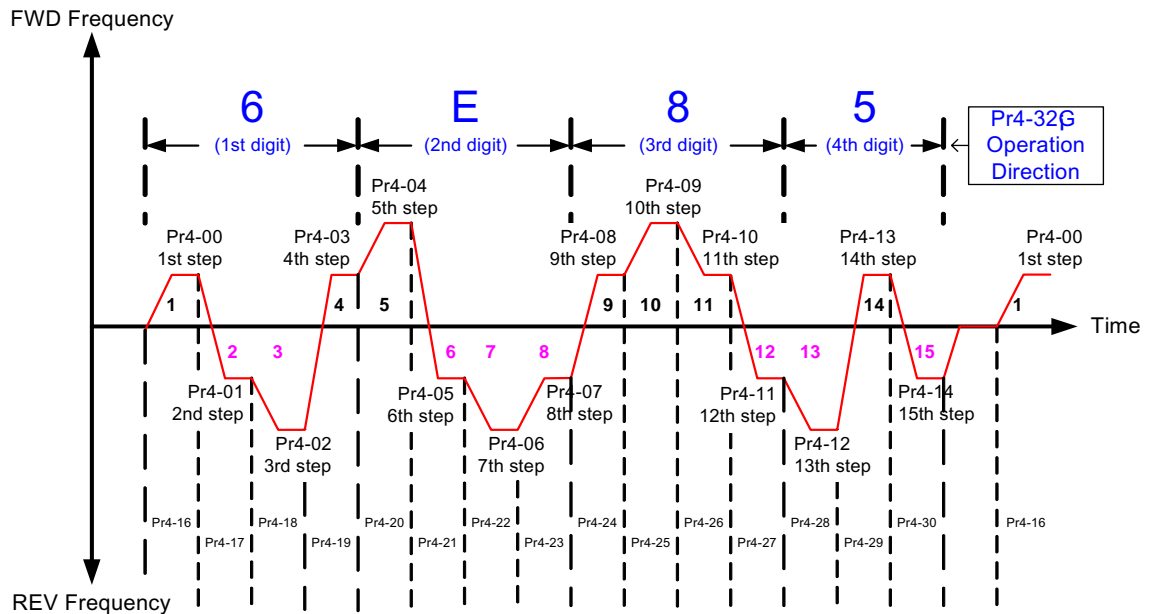 FWD Frequency
6
(1st digit)
E
(2nd digit)
8
(3rd digit)
5
(4th digit)
Pr4-32
Operation
Direction
Pr4-04
5th step
Pr4-09
10th step
Pr4-00
1st step
Pr4-03
4th step
Pr4-08
9th step
Pr4-10
11th step
Pr4-13
14th step
Pr4-00
1st step
1
4
5
9
10
11
14
1
Time
2
3
6
7
8
12
13
15
Pr4-01
2nd step
Pr4-02
3rd step
Pr4-05
6th step
Pr4-06
7th step
Pr4-07
8th step
Pr4-11
12th step
Pr4-12
13th step
Pr4-14
15th step
Pr4-16
Pr4-18
Pr4-20
Pr4-22
Pr4-24
Pr4-26
Pr4-28
Pr4-30
Pr4-16
Pr4-17
Pr4-19
Pr4-21
Pr4-23
Pr4-25
Pr4-27
Pr4-29
REV Frequency